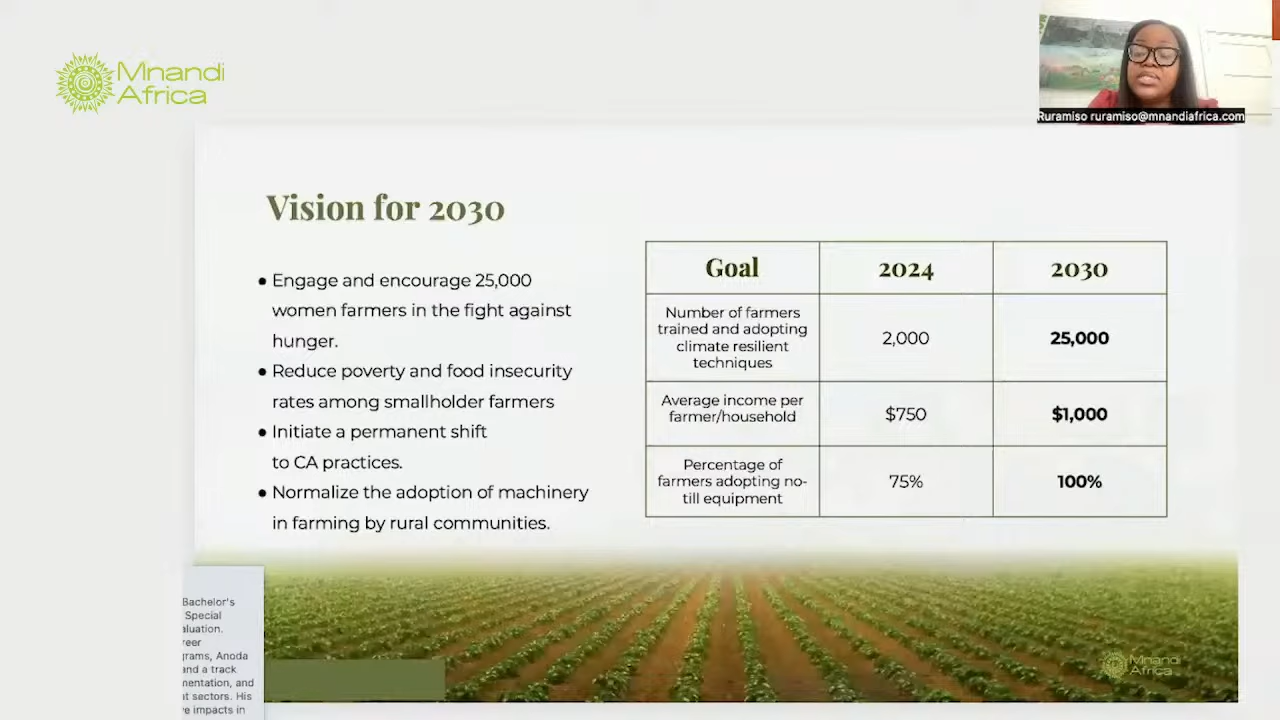 Mnandi
Africa
Ruramiso ruramiso@mnandiafrica.com
Vision for 2030
● Engage and encourage 25,000
women farmers in the fight against
hunger.
● Reduce poverty and food insecurity
rates among smallholder farmers
● Initiate a permanent shift
to CA practices.
● Normalize the adoption of machinery
in farming by rural communities.
Goal 2024 2030
Number of farmers
trained and adopting
climate resilient
techniques
2,000 25,000
Average income per
farmer/household
$750 $1,000
Percentage of
farmers adopting no-
till equipment
75% 100%
Bachelor's
Special
aluation.
reer
grams, Anoda
and a track
mentation, and
sectors. His
impacts in
Mnandi
Africa